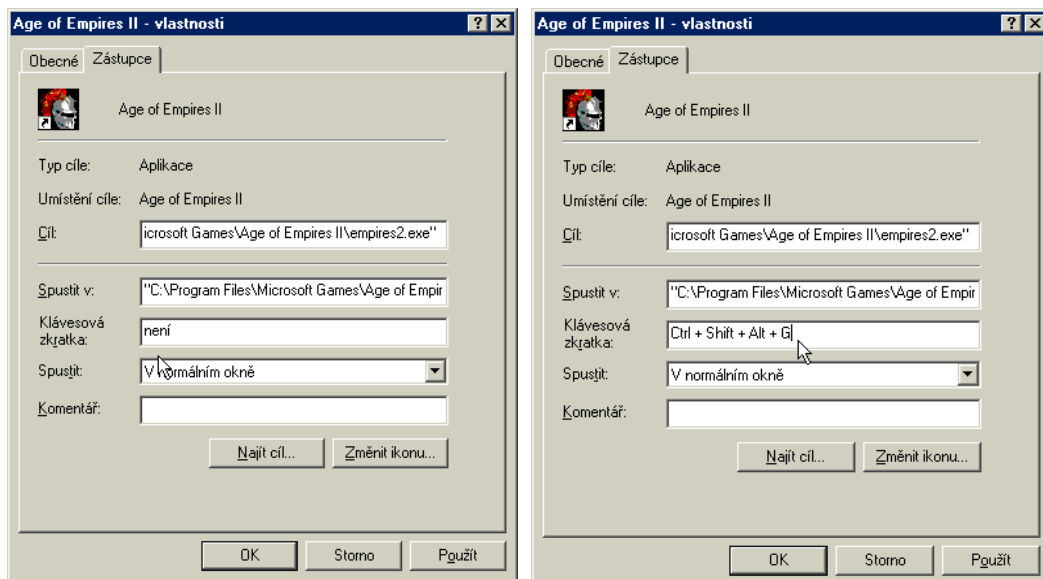 Age of Empires II - vlastnosti
Obecné Zástupce
Age of Empires II
Typ cíle: Aplikace
Umístění cíle: Age of Empires II
Cíl: icrosoft Games\Age of Empires II\empires2.exe"
Spustit v: "C:\Program Files\Microsoft Games\Age of Empir
Klávesová
zkratka: není
Spustit: V normálním okně
Komentář:
Najít cíl... Změnit ikonu...
OK Storno Použít
Age of Empires II - vlastnosti
Obecné Zástupce
Age of Empires II
Typ cíle: Aplikace
Umístění cíle: Age of Empires II
Cíl: icrosoft Games\Age of Empires II\empires2.exe"
Spustit v: "C:\Program Files\Microsoft Games\Age of Empir
Klávesová
zkratka: Ctrl + Shift + Alt + G
Spustit: V normálním okně
Komentář:
Najít cíl... Změnit ikonu...
OK Storno Použít